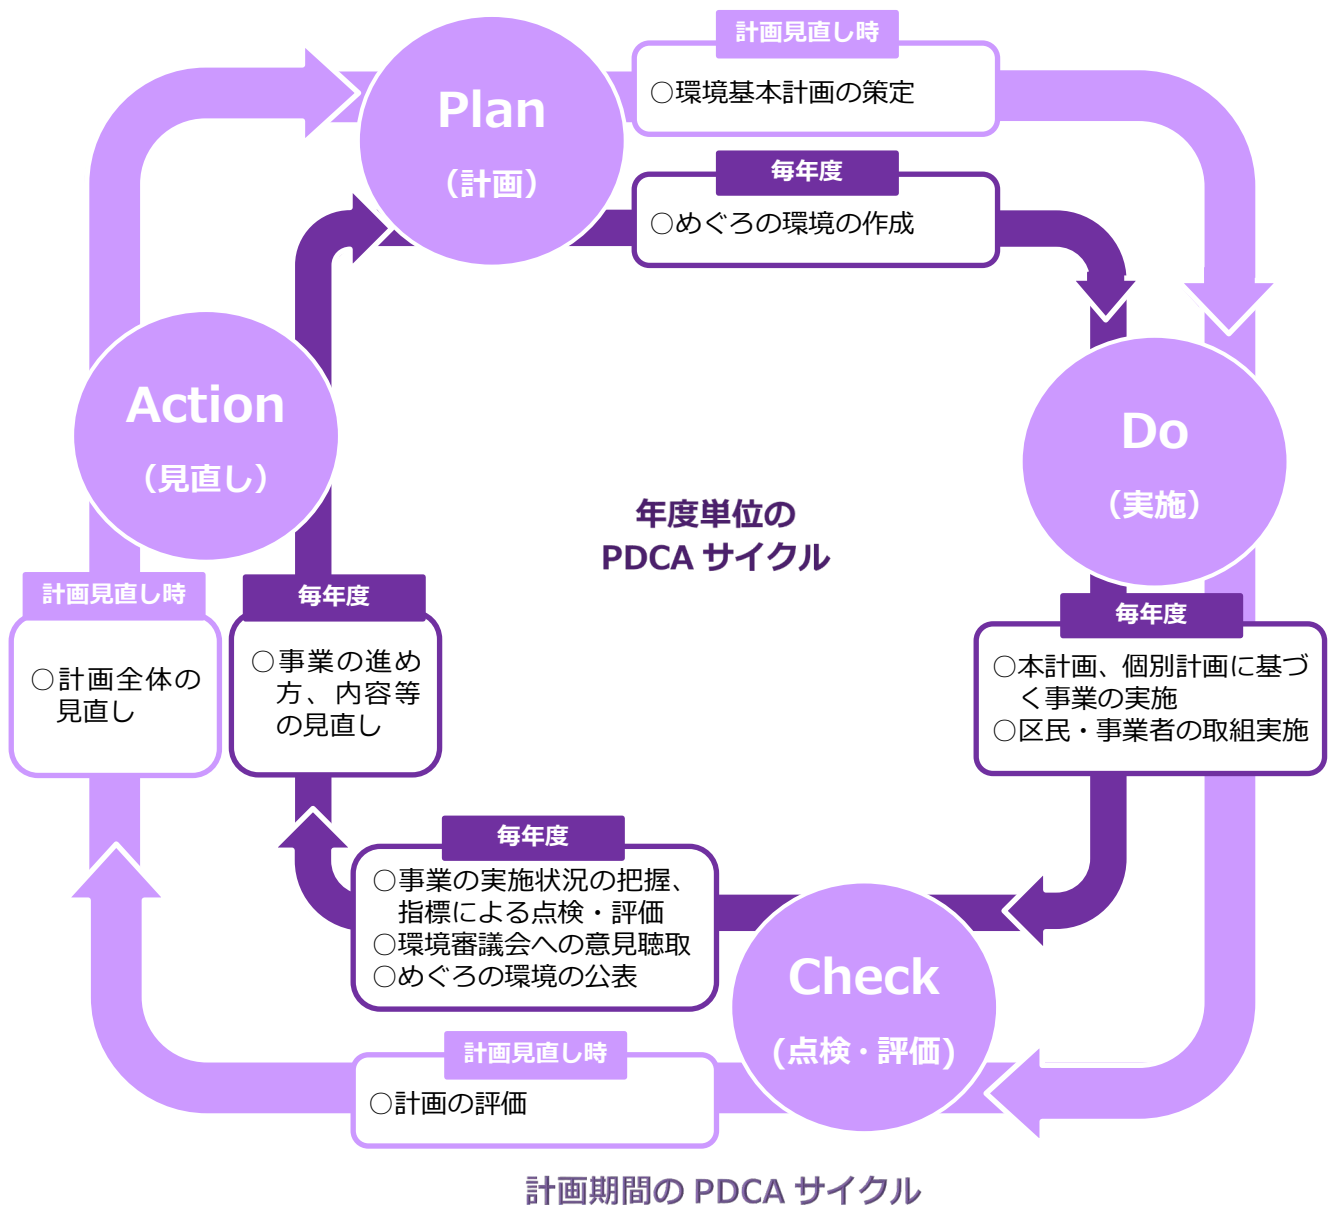 計画見直し時
○環境基本計画の策定
Plan
（計画）
毎年度
○めぐろの環境の作成
Action
（見直し）
Do
（実施）
年度単位の
PDCA サイクル
計画見直し時
○計画全体の
見直し
毎年度
○事業の進め
方、内容等
の見直し
毎年度
○本計画、個別計画に基づ
く事業の実施
○区民・事業者の取組実施
毎年度
○事業の実施状況の把握、
指標による点検・評価
○環境審議会への意見聴取
○めぐろの環境の公表
Check
(点検・評価)
計画見直し時
○計画の評価
計画期間の PDCA サイクル